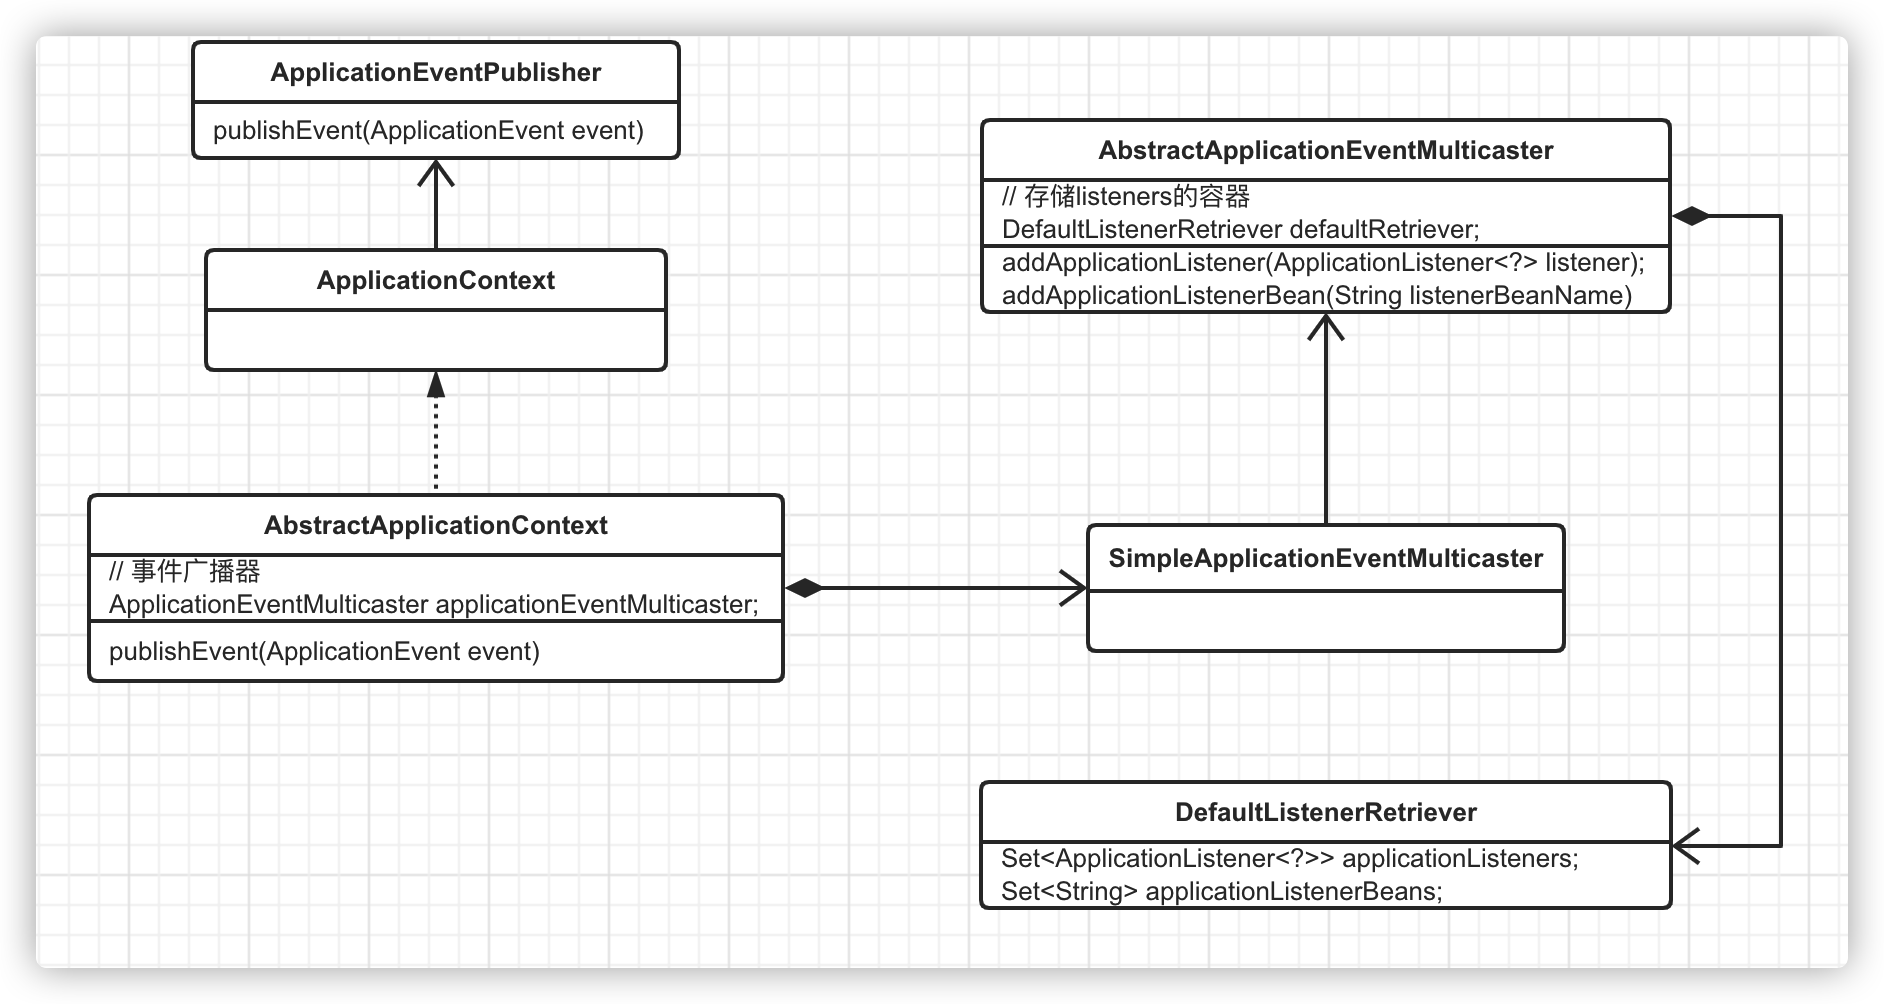 ApplicationEventPublisher
publishEvent(ApplicationEvent event)
ApplicationContext
AbstractApplicationContext
// 事件广播器
ApplicationEventMulticaster applicationEventMulticaster;
publishEvent(ApplicationEvent event)
AbstractApplicationEventMulticaster
// 存储listeners的容器
DefaultListenerRetriever defaultRetriever;
addApplicationListener(ApplicationListener<?> listener);
addApplicationListenerBean(String listenerBeanName)
SimpleApplicationEventMulticaster
DefaultListenerRetriever
Set<ApplicationListener<?>> applicationListeners;
Set<String> applicationListenerBeans;